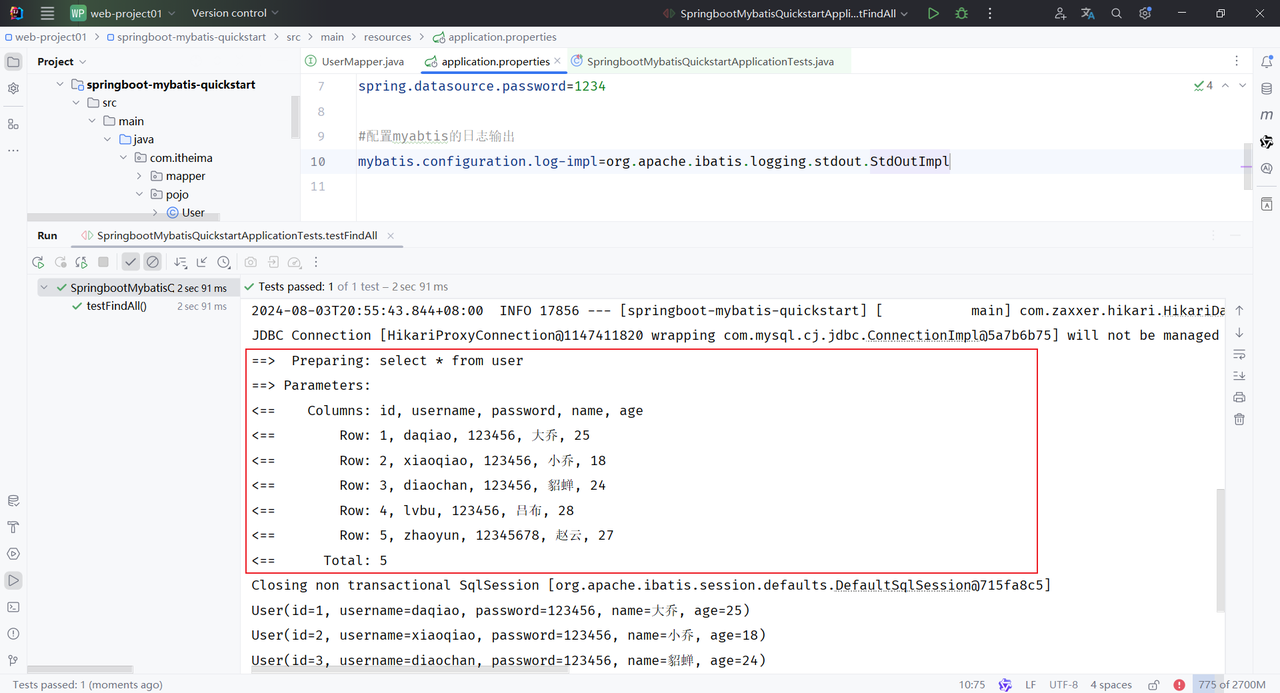 WP web-project01 Version control SpringbootMybatisQuickstartAppli...tFindAll
web-project01 springboot-mybatis-quickstart src main resources application.properties
Project
UserMapper.java application.properties SpringbootMybatisQuickstartApplicationTests.java
springboot-mybatis-quickstart
src
main
java
com.itheima
mapper
pojo
User
7 spring.datasource.password=1234
4
8
9 #配置myabtis的日志输出
10 mybatis.configuration.log-impl=org.apache.ibatis.logging.stdout.StdOutImpl
11
Run SpringbootMybatisQuickstartApplicationTests.testFindAll
SpringbootMybatisQ 2 sec 91 ms
testFindAll() 2 sec 91 ms
Tests passed: 1 of 1 test – 2 sec 91 ms
2024-08-03T20:55:43.844+08:00 INFO 17856 --- [springboot-mybatis-quickstart] [ main] com.zaxxer.hikari.HikariDa
JDBC Connection [HikariProxyConnection@1147411820 wrapping com.mysql.cj.jdbc.ConnectionImpl@5a7b6b75] will not be managed
==> Preparing: select * from user
==> Parameters:
<== Columns: id, username, password, name, age
<== Row: 1, daqiao, 123456, 大乔, 25
<== Row: 2, xiaoqiao, 123456, 小乔, 18
<== Row: 3, diaochan, 123456, 貂蝉, 24
<== Row: 4, lvbu, 123456, 吕布, 28
<== Row: 5, zhaoyun, 12345678, 赵云, 27
<== Total: 5
Closing non transactional SqlSession [org.apache.ibatis.session.defaults.DefaultSqlSession@715fa8c5]
User(id=1, username=daqiao, password=123456, name=大乔, age=25)
User(id=2, username=xiaoqiao, password=123456, name=小乔, age=18)
User(id=3, username=diaochan, password=123456, name=貂蝉, age=24)
Tests passed: 1 (moments ago) 10:75 LF UTF-8 4 spaces 775 of 2700M